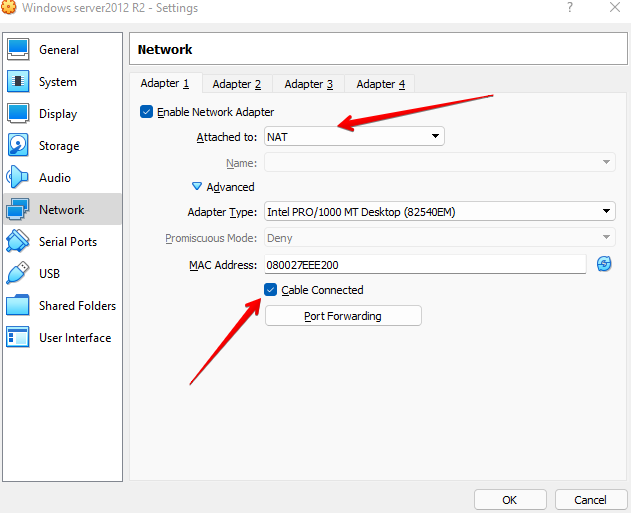 Windows server2012 R2 - Settings ?
General
System
Display
Storage
Audio
Network
Serial Ports
USB
Shared Folders
User Interface
Network
Adapter 1 Adapter 2 Adapter 3 Adapter 4
Enable Network Adapter
Attached to: NAT
Name:
Advanced
Adapter Type: Intel PRO/1000 MT Desktop (82540EM)
Promiscuous Mode: Deny
MAC Address: 080027EEE200
Cable Connected
Port Forwarding
OK Cancel